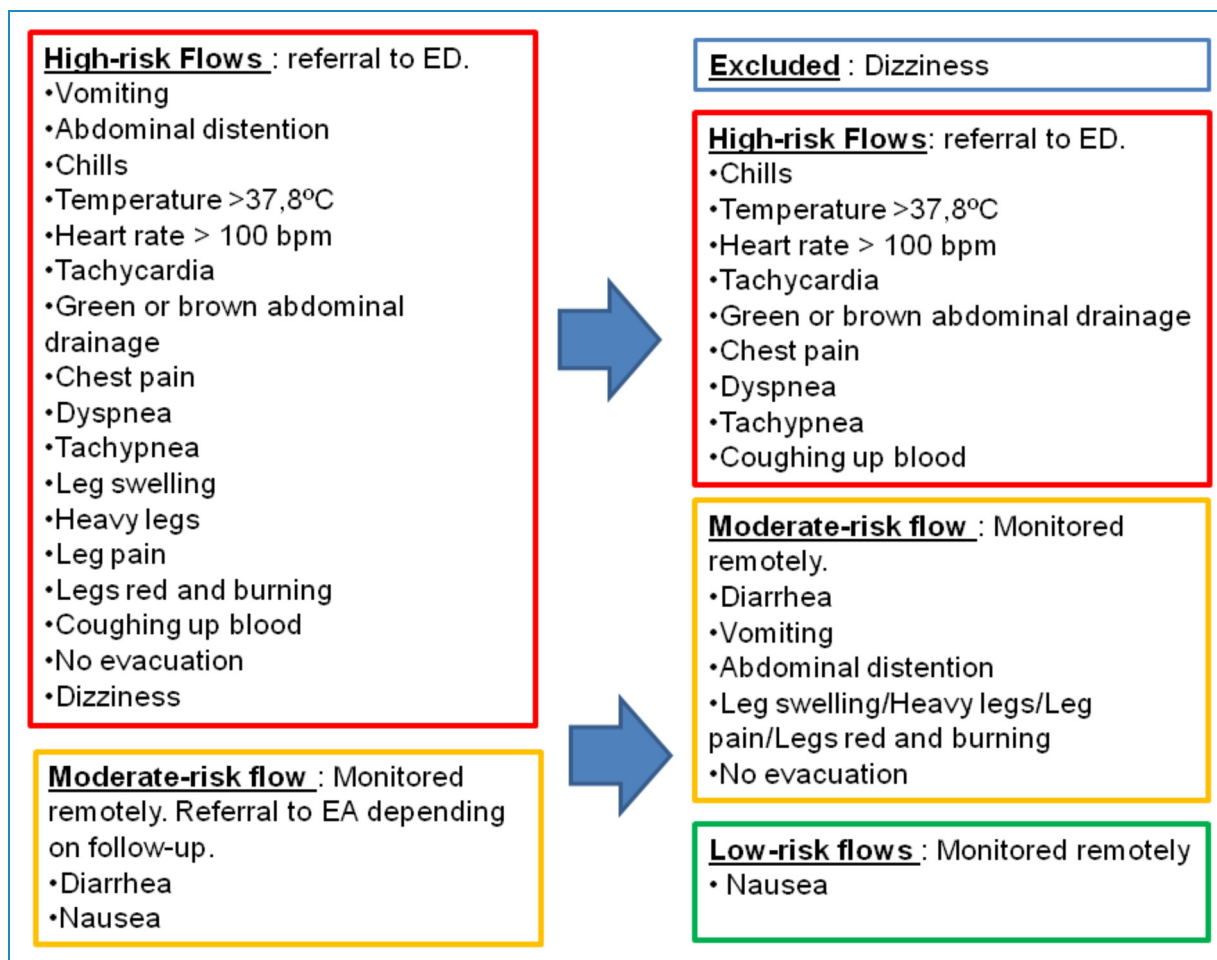 High-risk Flows : referral to ED.
•Vomiting
•Abdominal distention
•Chills
•Temperature >37,8ºC
•Heart rate > 100 bpm
•Tachycardia
•Green or brown abdominal
drainage
•Chest pain
•Dyspnea
•Tachypnea
•Leg swelling
•Heavy legs
•Leg pain
•Legs red and burning
•Coughing up blood
•No evacuation
•Dizziness
Moderate-risk flow : Monitored
remotely. Referral to EA depending
on follow-up.
•Diarrhea
•Nausea
Excluded : Dizziness
High-risk Flows: referral to ED.
•Chills
•Temperature >37,8ºC
•Heart rate > 100 bpm
•Tachycardia
•Green or brown abdominal drainage
•Chest pain
•Dyspnea
•Tachypnea
•Coughing up blood
Moderate-risk flow : Monitored
remotely.
•Diarrhea
•Vomiting
•Abdominal distention
•Leg swelling/Heavy legs/Leg
pain/Legs red and burning
•No evacuation
Low-risk flows : Monitored remotely
• Nausea